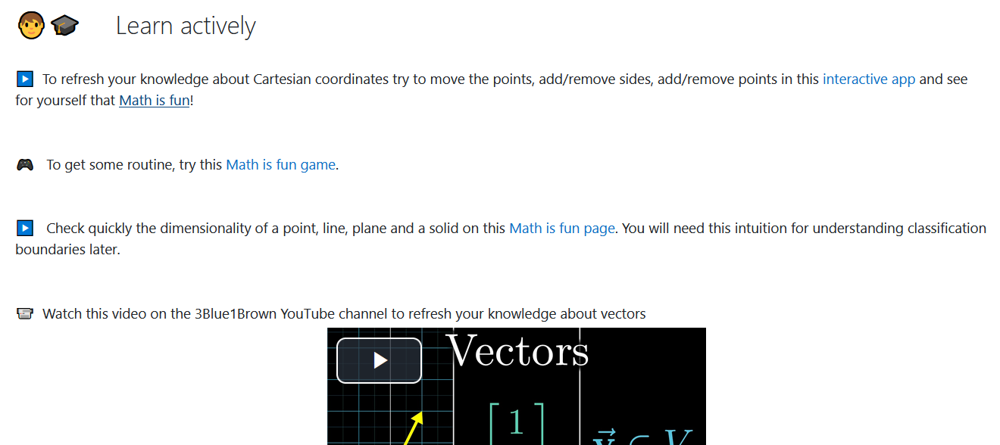 Learn actively
To refresh your knowledge about Cartesian coordinates try to move the points, add/remove sides, add/remove points in this interactive app and see
for yourself that Math is fun!
To get some routine, try this Math is fun game.
Check quickly the dimensionality of a point, line, plane and a solid on this Math is fun page. You will need this intuition for understanding classification
boundaries later.
Watch this video on the 3Blue1Brown YouTube channel to refresh your knowledge about vectors
Vectors
1